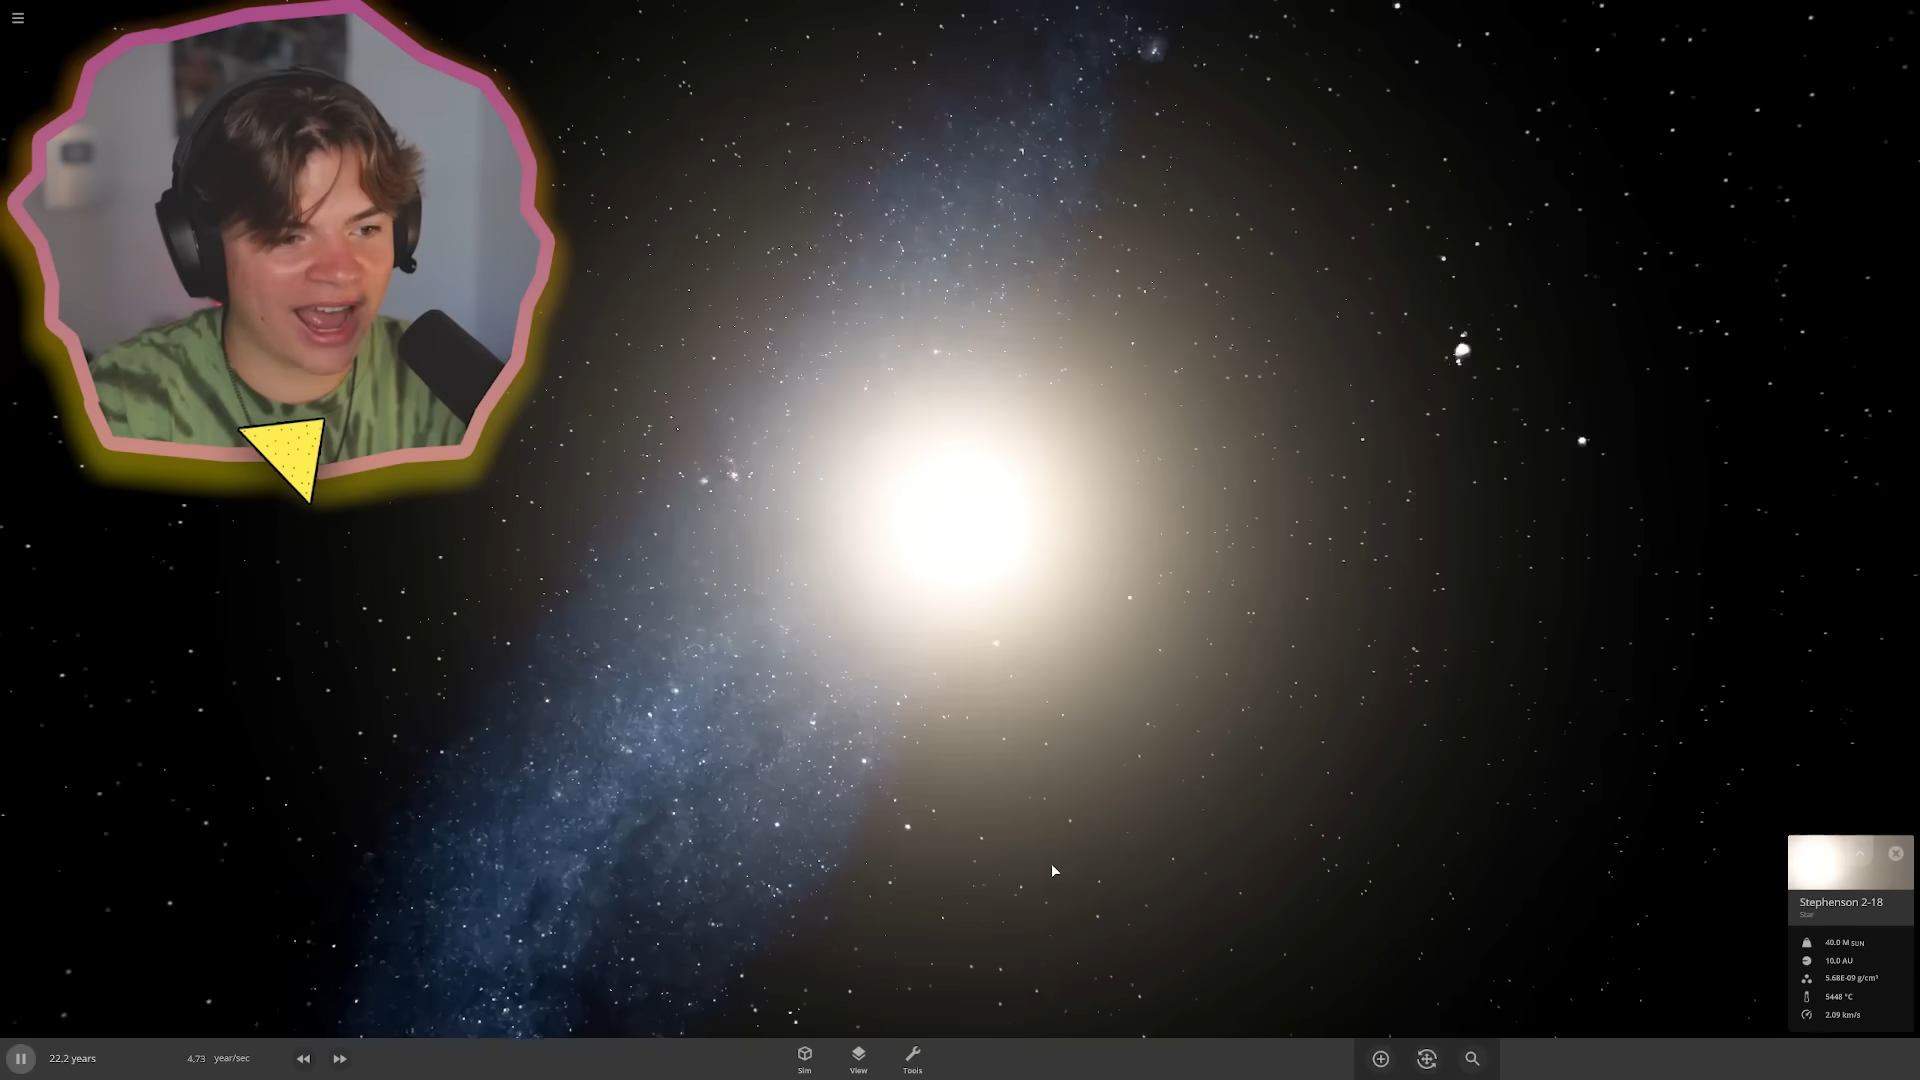 Stephenson 2-18
Star
40.0 M SUN
10.0 AU
5.68E-09 g/cm³
5448 °C
2.09 km/s
22,2 years
4,73 year/sec
Sim
View
Tools